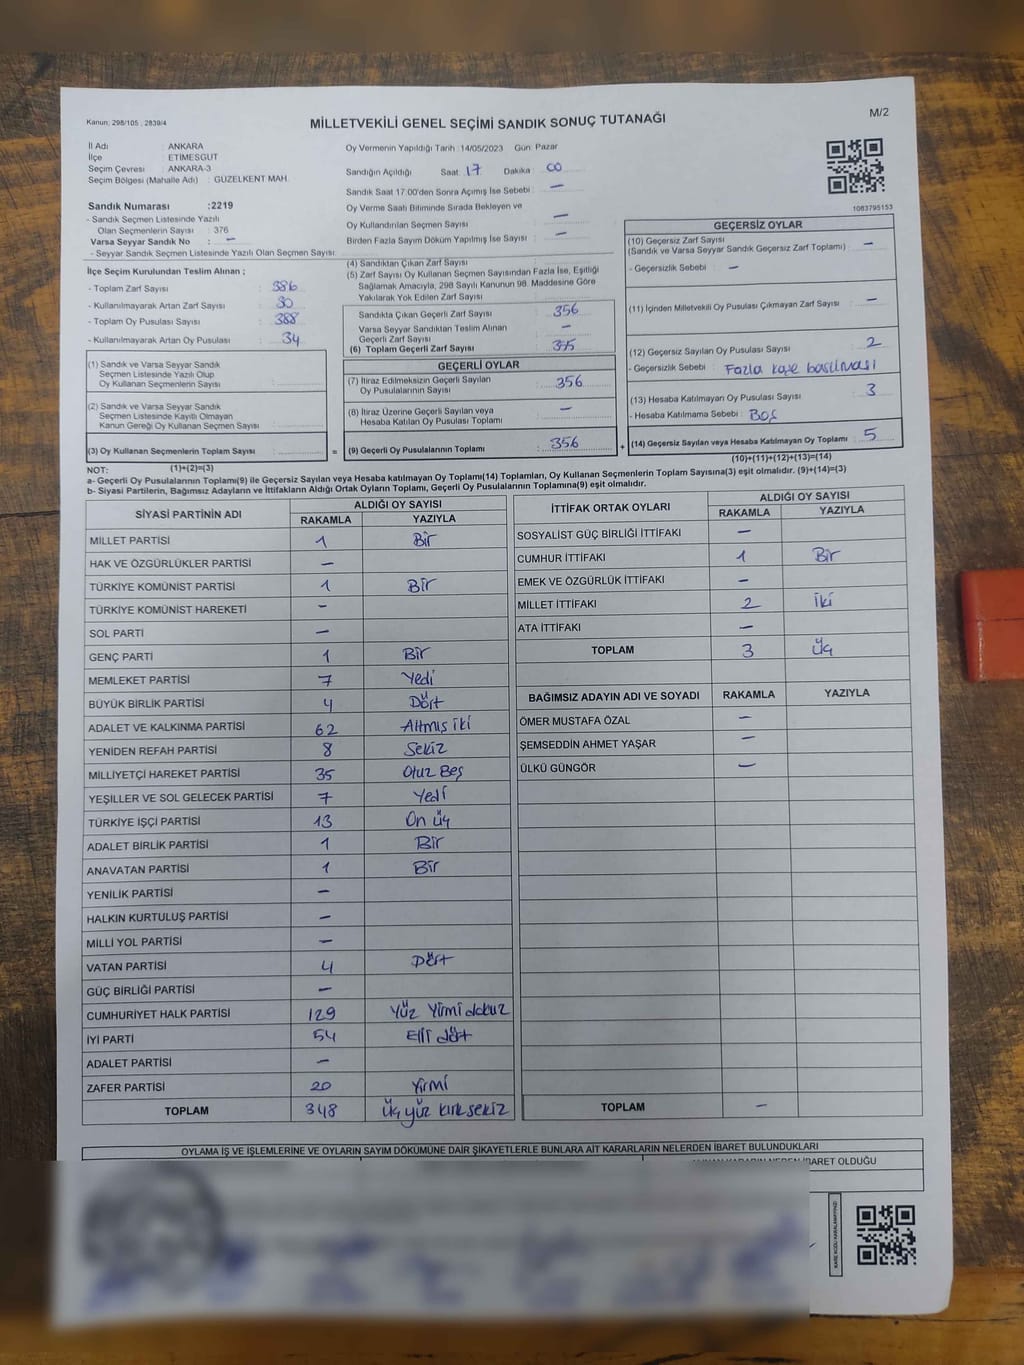 Kanun; 298/105 , 2839/4
MİLLETVEKİLİ GENEL SEÇİMİ SANDIK SONUÇ TUTANAĞI
M/2
İl Adı : ANKARA
İlçe : ETİMESGUT
Seçim Çevresi : ANKARA-3
Seçim Bölgesi (Mahalle Adı) : GÜZELKENT MAH.
Sandık Numarası :2219
- Sandık Seçmen Listesinde Yazılı
Olan Seçmenlerin Sayısı : 376
Varsa Seyyar Sandık No : –
- Seyyar Sandık Seçmen Listesinde Yazılı Olan Seçmen Sayısı:
Oy Vermenin Yapıldığı Tarih :14/05/2023 Gün: Pazar
Sandığın Açıldığı Saat: 17 Dakika : 00
Sandık Saat 17:00'den Sonra Açımış İse Sebebi : –
Oy Verme Saati Bitiminde Sırada Bekleyen ve
Oy Kullandırılan Seçmen Sayısı : –
Birden Fazla Sayım Döküm Yapılmış İse Sayısı : –
1083795153
İlçe Seçim Kurulundan Teslim Alınan ;
- Toplam Zarf Sayısı : 386
- Kullanılmayarak Artan Zarf Sayısı : 30
- Toplam Oy Pusulası Sayısı : 388
- Kullanılmayarak Artan Oy Pusulası : 34
(1) Sandık ve Varsa Seyyar Sandık
Seçmen Listesinde Yazılı Olup
Oy Kullanan Seçmenlerin Sayısı :
(2) Sandık ve Varsa Seyyar Sandık
Seçmen Listesinde Kayıtlı Olmayan
Kanun Gereği Oy Kullanan Seçmen Sayısı :
(3) Oy Kullanan Seçmenlerin Toplam Sayısı :
(1)+(2)=(3)
(4) Sandıktan Çıkan Zarf Sayısı :
(5) Zarf Sayısı Oy Kullanan Seçmen Sayısından Fazla İse, Eşitliği
Sağlamak Amacıyla, 298 Sayılı Kanunun 98. Maddesine Göre
Yakılarak Yok Edilen Zarf Sayısı :
Sandıkta Çıkan Geçerli Zarf Sayısı : 356
Varsa Seyyar Sandıktan Teslim Alınan
Geçerli Zarf Sayısı : –
(6) Toplam Geçerli Zarf Sayısı :
GEÇERLİ OYLAR
(7) İtiraz Edilmeksizin Geçerli Sayılan
Oy Pusulalarının Sayısı : 356
(8) İtiraz Üzerine Geçerli Sayılan veya
Hesaba Katılan Oy Pusulası Toplamı : –
= (9) Geçerli Oy Pusulalarının Toplamı : 356 +
GEÇERSİZ OYLAR
(10) Geçersiz Zarf Sayısı
(Sandık ve Varsa Seyyar Sandık Geçersiz Zarf Toplamı) : –
- Geçersizlik Sebebi : –
(11) İçinden Milletvekili Oy Pusulası Çıkmayan Zarf Sayısı : –
(12) Geçersiz Sayılan Oy Pusulası Sayısı : 2
- Geçersizlik Sebebi : Fazla kaşe basılması
(13) Hesaba Katılmayan Oy Pusulası Sayısı : 3
- Hesaba Katılmama Sebebi : Boş
(14) Geçersiz Sayılan veya Hesaba Katılmayan Oy Toplamı : 5
(10)+(11)+(12)+(13)=(14)
NOT:
a- Geçerli Oy Pusulalarının Toplamı(9) ile Geçersiz Sayılan veya Hesaba katılmayan Oy Toplamı(14) Toplamları, Oy Kullanan Seçmenlerin Toplam Sayısına(3) eşit olmalıdır. (9)+(14)=(3)
b- Siyasi Partilerin, Bağımsız Adayların ve İttifakların Aldığı Ortak Oyların Toplamı, Geçerli Oy Pusulalarının Toplamına(9) eşit olmalıdır.
SİYASİ PARTİNİN ADI ALDIĞI OY SAYISI
RAKAMLA YAZIYLA
MİLLET PARTİSİ 1 Bir
HAK VE ÖZGÜRLÜKLER PARTİSİ –
TÜRKİYE KOMÜNİST PARTİSİ 1 Bir
TÜRKİYE KOMÜNİST HAREKETİ –
SOL PARTİ –
GENÇ PARTİ 1 Bir
MEMLEKET PARTİSİ 7 Yedi
BÜYÜK BİRLİK PARTİSİ 4 Dört
ADALET VE KALKINMA PARTİSİ 62 Altmış iki
YENİDEN REFAH PARTİSİ 8 Sekiz
MİLLİYETÇİ HAREKET PARTİSİ 35 Otuz Beş
YEŞİLLER VE SOL GELECEK PARTİSİ 7 Yedi
TÜRKİYE İŞÇİ PARTİSİ 13 On üç
ADALET BİRLİK PARTİSİ 1 Bir
ANAVATAN PARTİSİ 1 Bir
YENİLİK PARTİSİ –
HALKIN KURTULUŞ PARTİSİ –
MİLLİ YOL PARTİSİ –
VATAN PARTİSİ 4 Dört
GÜÇ BİRLİĞİ PARTİSİ –
CUMHURİYET HALK PARTİSİ 129 Yüz Yirmi dokuz
İYİ PARTİ 54 Elli dört
ADALET PARTİSİ –
ZAFER PARTİSİ 20 Yirmi
TOPLAM 348 Üç yüz kırk sekiz
İTTİFAK ORTAK OYLARI ALDIĞI OY SAYISI
RAKAMLA YAZIYLA
SOSYALİST GÜÇ BİRLİĞİ İTTİFAKI –
CUMHUR İTTİFAKI 1 Bir
EMEK VE ÖZGÜRLÜK İTTİFAKI –
MİLLET İTTİFAKI 2 iki
ATA İTTİFAKI –
TOPLAM 3 Üç
BAĞIMSIZ ADAYIN ADI VE SOYADI RAKAMLA YAZIYLA
ÖMER MUSTAFA ÖZAL –
ŞEMSEDDİN AHMET YAŞAR –
ÜLKÜ GÜNGÖR –
TOPLAM –
OYLAMA İŞ VE İŞLEMLERİNE VE OYLARIN SAYIM DÖKÜMÜNE DAİR ŞİKAYETLERLE BUNLARA AİT KARARLARIN NELERDEN İBARET BULUNDUKLARI
İBARET OLDUĞU
KARE KODU KARALAMAYINIZ!